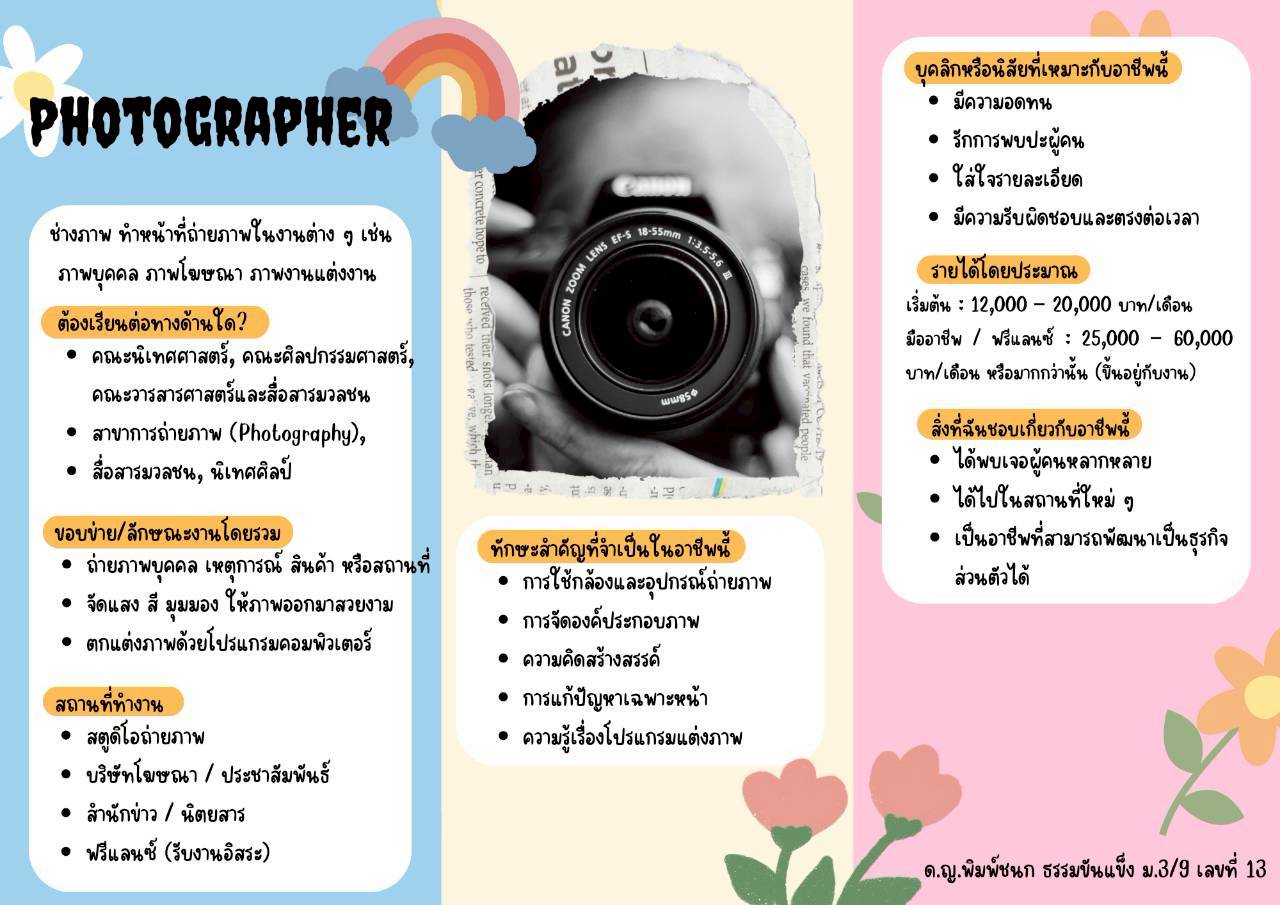 PHOTOGRAPHER
ช่างภาพ ทำหน้าที่ถ่ายภาพในงานต่าง ๆ เช่น
ภาพบุคคล ภาพโฆษณา ภาพงานแต่งงาน
ต้องเรียนต่อทางด้านใด?
• คณะนิเทศศาสตร์, คณะศิลปกรรมศาสตร์,
คณะวารสารศาสตร์และสื่อสารมวลชน
• สาขาการถ่ายภาพ (Photography),
• สื่อสารมวลชน, นิเทศศิลป์
ขอบข่าย/ลักษณะงานโดยรวม
• ถ่ายภาพบุคคล เหตุการณ์ สินค้า หรือสถานที่
• จัดแสง สี มุมมอง ให้ภาพออกมาสวยงาม
• ตกแต่งภาพด้วยโปรแกรมคอมพิวเตอร์
สถานที่ทำงาน
• สตูดิโอถ่ายภาพ
• บริษัทโฆษณา / ประชาสัมพันธ์
• สำนักข่าว / นิตยสาร
• ฟรีแลนซ์ (รับงานอิสระ)
Canon
CANON ZOOM LENS EF-S 18-55mm 1:3.5-5.6 III
Φ58mm
er concrete hope to
received their shots longe
those who tested
cases, we found that vaccinated people
ทักษะสำคัญที่จำเป็นในอาชีพนี้
• การใช้กล้องและอุปกรณ์ถ่ายภาพ
• การจัดองค์ประกอบภาพ
• ความคิดสร้างสรรค์
• การแก้ปัญหาเฉพาะหน้า
• ความรู้เรื่องโปรแกรมแต่งภาพ
บุคลิกหรือนิสัยที่เหมาะกับอาชีพนี้
• มีความอดทน
• รักการพบปะผู้คน
• ใส่ใจรายละเอียด
• มีความรับผิดชอบและตรงต่อเวลา
รายได้โดยประมาณ
เริ่มต้น : 12,000 – 20,000 บาท/เดือน
มืออาชีพ / ฟรีแลนซ์ : 25,000 – 60,000
บาท/เดือน หรือมากกว่านั้น (ขึ้นอยู่กับงาน)
สิ่งที่ฉันชอบเกี่ยวกับอาชีพนี้
• ได้พบเจอผู้คนหลากหลาย
• ได้ไปในสถานที่ใหม่ ๆ
• เป็นอาชีพที่สามารถพัฒนาเป็นธุรกิจ
ส่วนตัวได้
ด.ญ.พิมพ์ชนก ธรรมขันแข็ง ม.3/9 เลขที่ 13